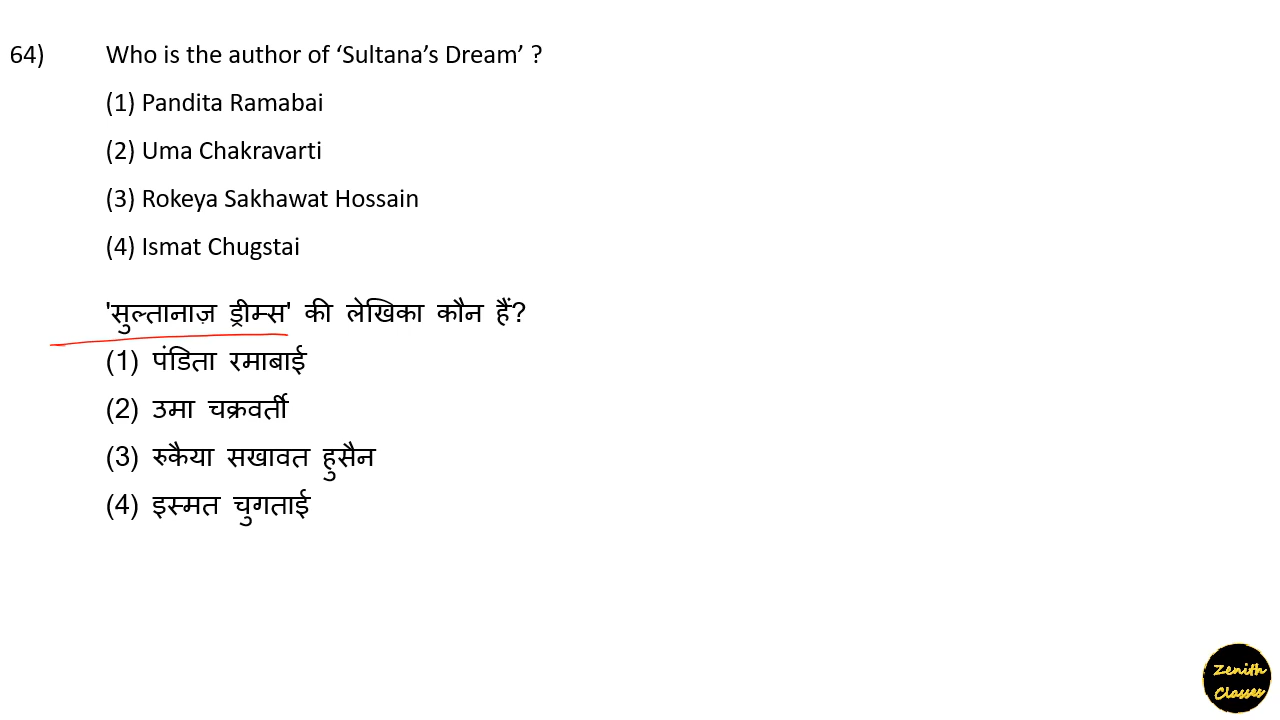 64) Who is the author of ‘Sultana’s Dream’ ?
(1) Pandita Ramabai
(2) Uma Chakravarti
(3) Rokeya Sakhawat Hossain
(4) Ismat Chugstai
'सुल्तानाज़ ड्रीम्स' की लेखिका कौन हैं?
(1) पंडिता रमाबाई
(2) उमा चक्रवर्ती
(3) रुकैया सखावत हुसैन
(4) इस्मत चुगताई
Zenith
Classes